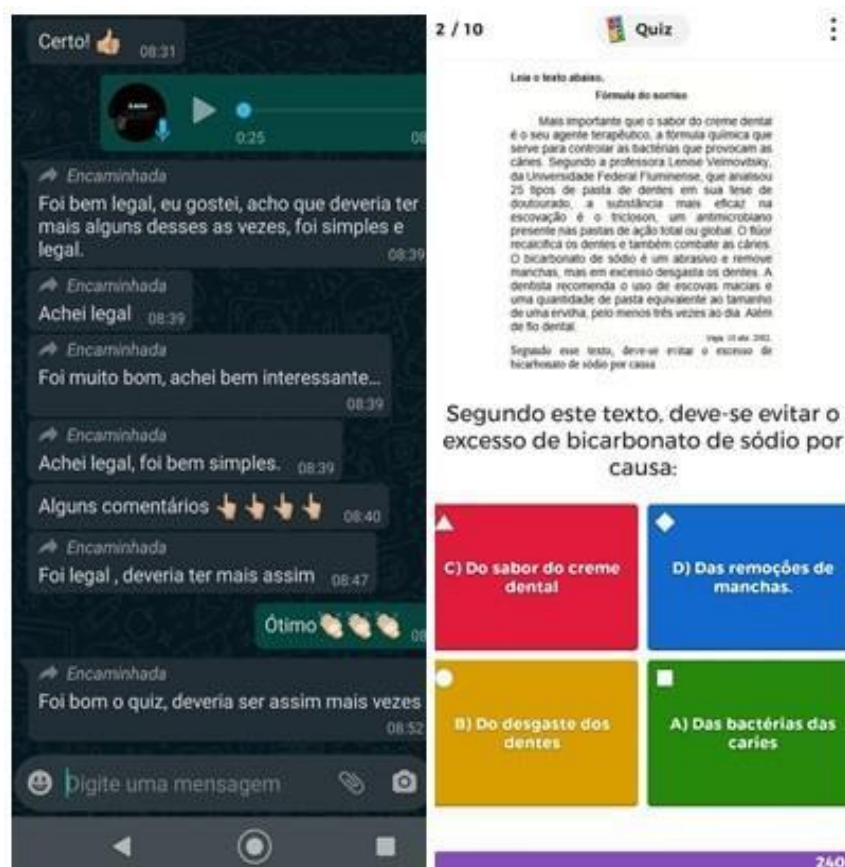 Certo! 👍
08:31
0:25
08
Encaminhada
Foi bem legal, eu gostei, acho que deveria ter
mais alguns desses as vezes, foi simples e
legal.
08:39
Encaminhada
Achei legal 08:39
Encaminhada
Foi muito bom, achei bem interessante...
08:39
Encaminhada
Achei legal, foi bem simples. 08:39
Alguns comentários 👆👆👆👆 08:40
Encaminhada
Foi legal , deveria ter mais assim 08:47
Ótimo 👏👏👏 08
Encaminhada
Foi bom o quiz, deveria ser assim mais vezes
08:52
Digite uma mensagem
2 / 10
Quiz
Leia o texto abaixo.
Fórmula do sorriso
Mais importante que o sabor do creme dental
é o seu agente terapêutico, a fórmula química que
serve para controlar as bactérias que provocam as
cáries. Segundo a professora Lenise Velmovitsky,
da Universidade Federal Fluminense, que analisou
25 tipos de pasta de dentes em sua tese de
doutourado, a substância mais eficaz na
escovação é o tricloson, um antimicrobiano
presente nas pastas de ação total ou global. O flúor
recalcifica os dentes e também combate as cáries.
O bicarbonato de sódio é um abrasivo e remove
manchas, mas em excesso desgasta os dentes. A
dentista recomenda o uso de escovas macias e
uma quantidade de pasta equivalente ao tamanho
de uma ervilha, pelo menos três vezes ao dia. Além
de fio dental.
2002.
Segundo esse texto, deve-se evitar o excesso de
bicarbonato de sódio por causa
Segundo este texto, deve-se evitar o
excesso de bicarbonato de sódio por
causa:
C) Do sabor do creme
dental
D) Das remoções de
manchas.
B) Do desgaste dos
dentes
A) Das bactérias das
caries
240